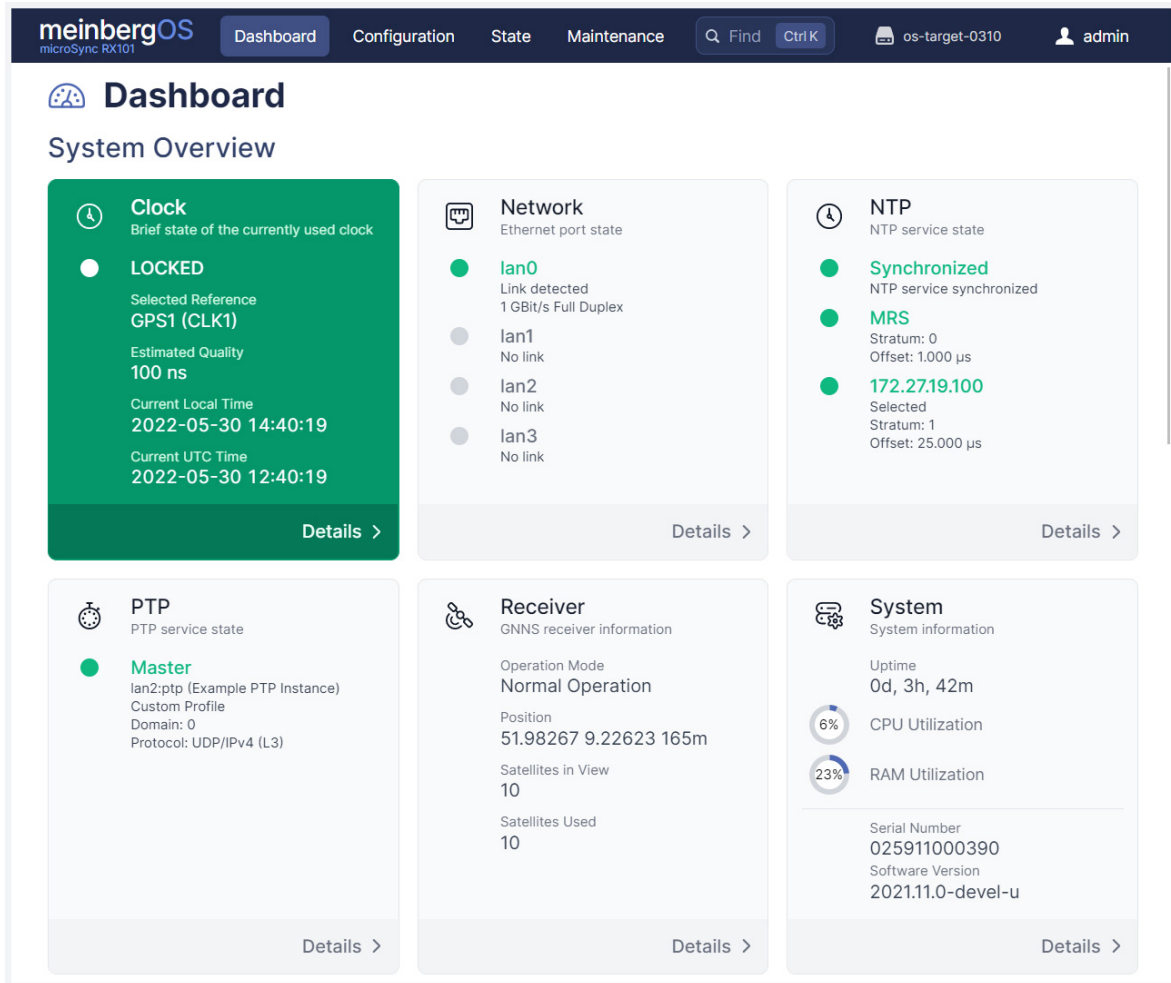 meinbergOS
microSync RX101
Dashboard
Configuration
State
Maintenance
Find
Ctrl K
os-target-0310
admin
Dashboard
System Overview
Clock
Brief state of the currently used clock
LOCKED
Selected Reference
GPS1 (CLK1)
Estimated Quality
100 ns
Current Local Time
2022-05-30 14:40:19
Current UTC Time
2022-05-30 12:40:19
Details
Network
Ethernet port state
lan0
Link detected
1 GBit/s Full Duplex
lan1
No link
lan2
No link
lan3
No link
Details
NTP
NTP service state
Synchronized
NTP service synchronized
MRS
Stratum: 0
Offset: 1.000 µs
172.27.19.100
Selected
Stratum: 1
Offset: 25.000 µs
Details
PTP
PTP service state
Master
lan2:ptp (Example PTP Instance)
Custom Profile
Domain: 0
Protocol: UDP/IPv4 (L3)
Details
Receiver
GNNS receiver information
Operation Mode
Normal Operation
Position
51.98267 9.22623 165m
Satellites in View
10
Satellites Used
10
Details
System
System information
Uptime
0d, 3h, 42m
6%
CPU Utilization
23%
RAM Utilization
Serial Number
025911000390
Software Version
2021.11.0-devel-u
Details